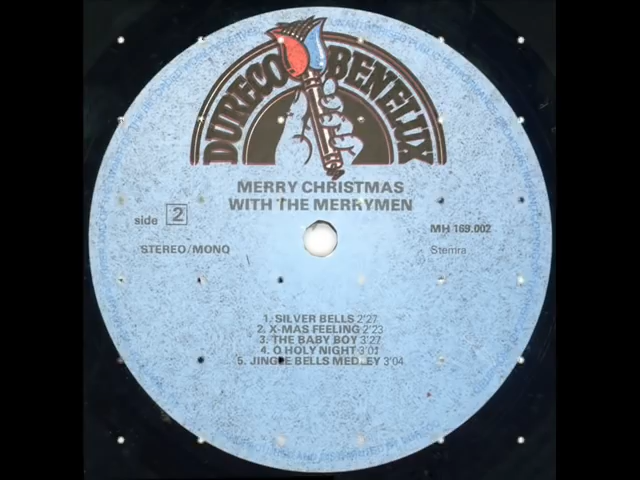 DURECO BENELUX
MERRY CHRISTMAS
WITH THE MERRYMEN
side 2
MH 169.002
STEREO/MONO
Stemra
1. SILVER BELLS 2'27
2. X-MAS FEELING 2'23
3. THE BABY BOY 3'27
4. O HOLY NIGHT 3'01
5. JINGLE BELLS MEDLEY 3'04